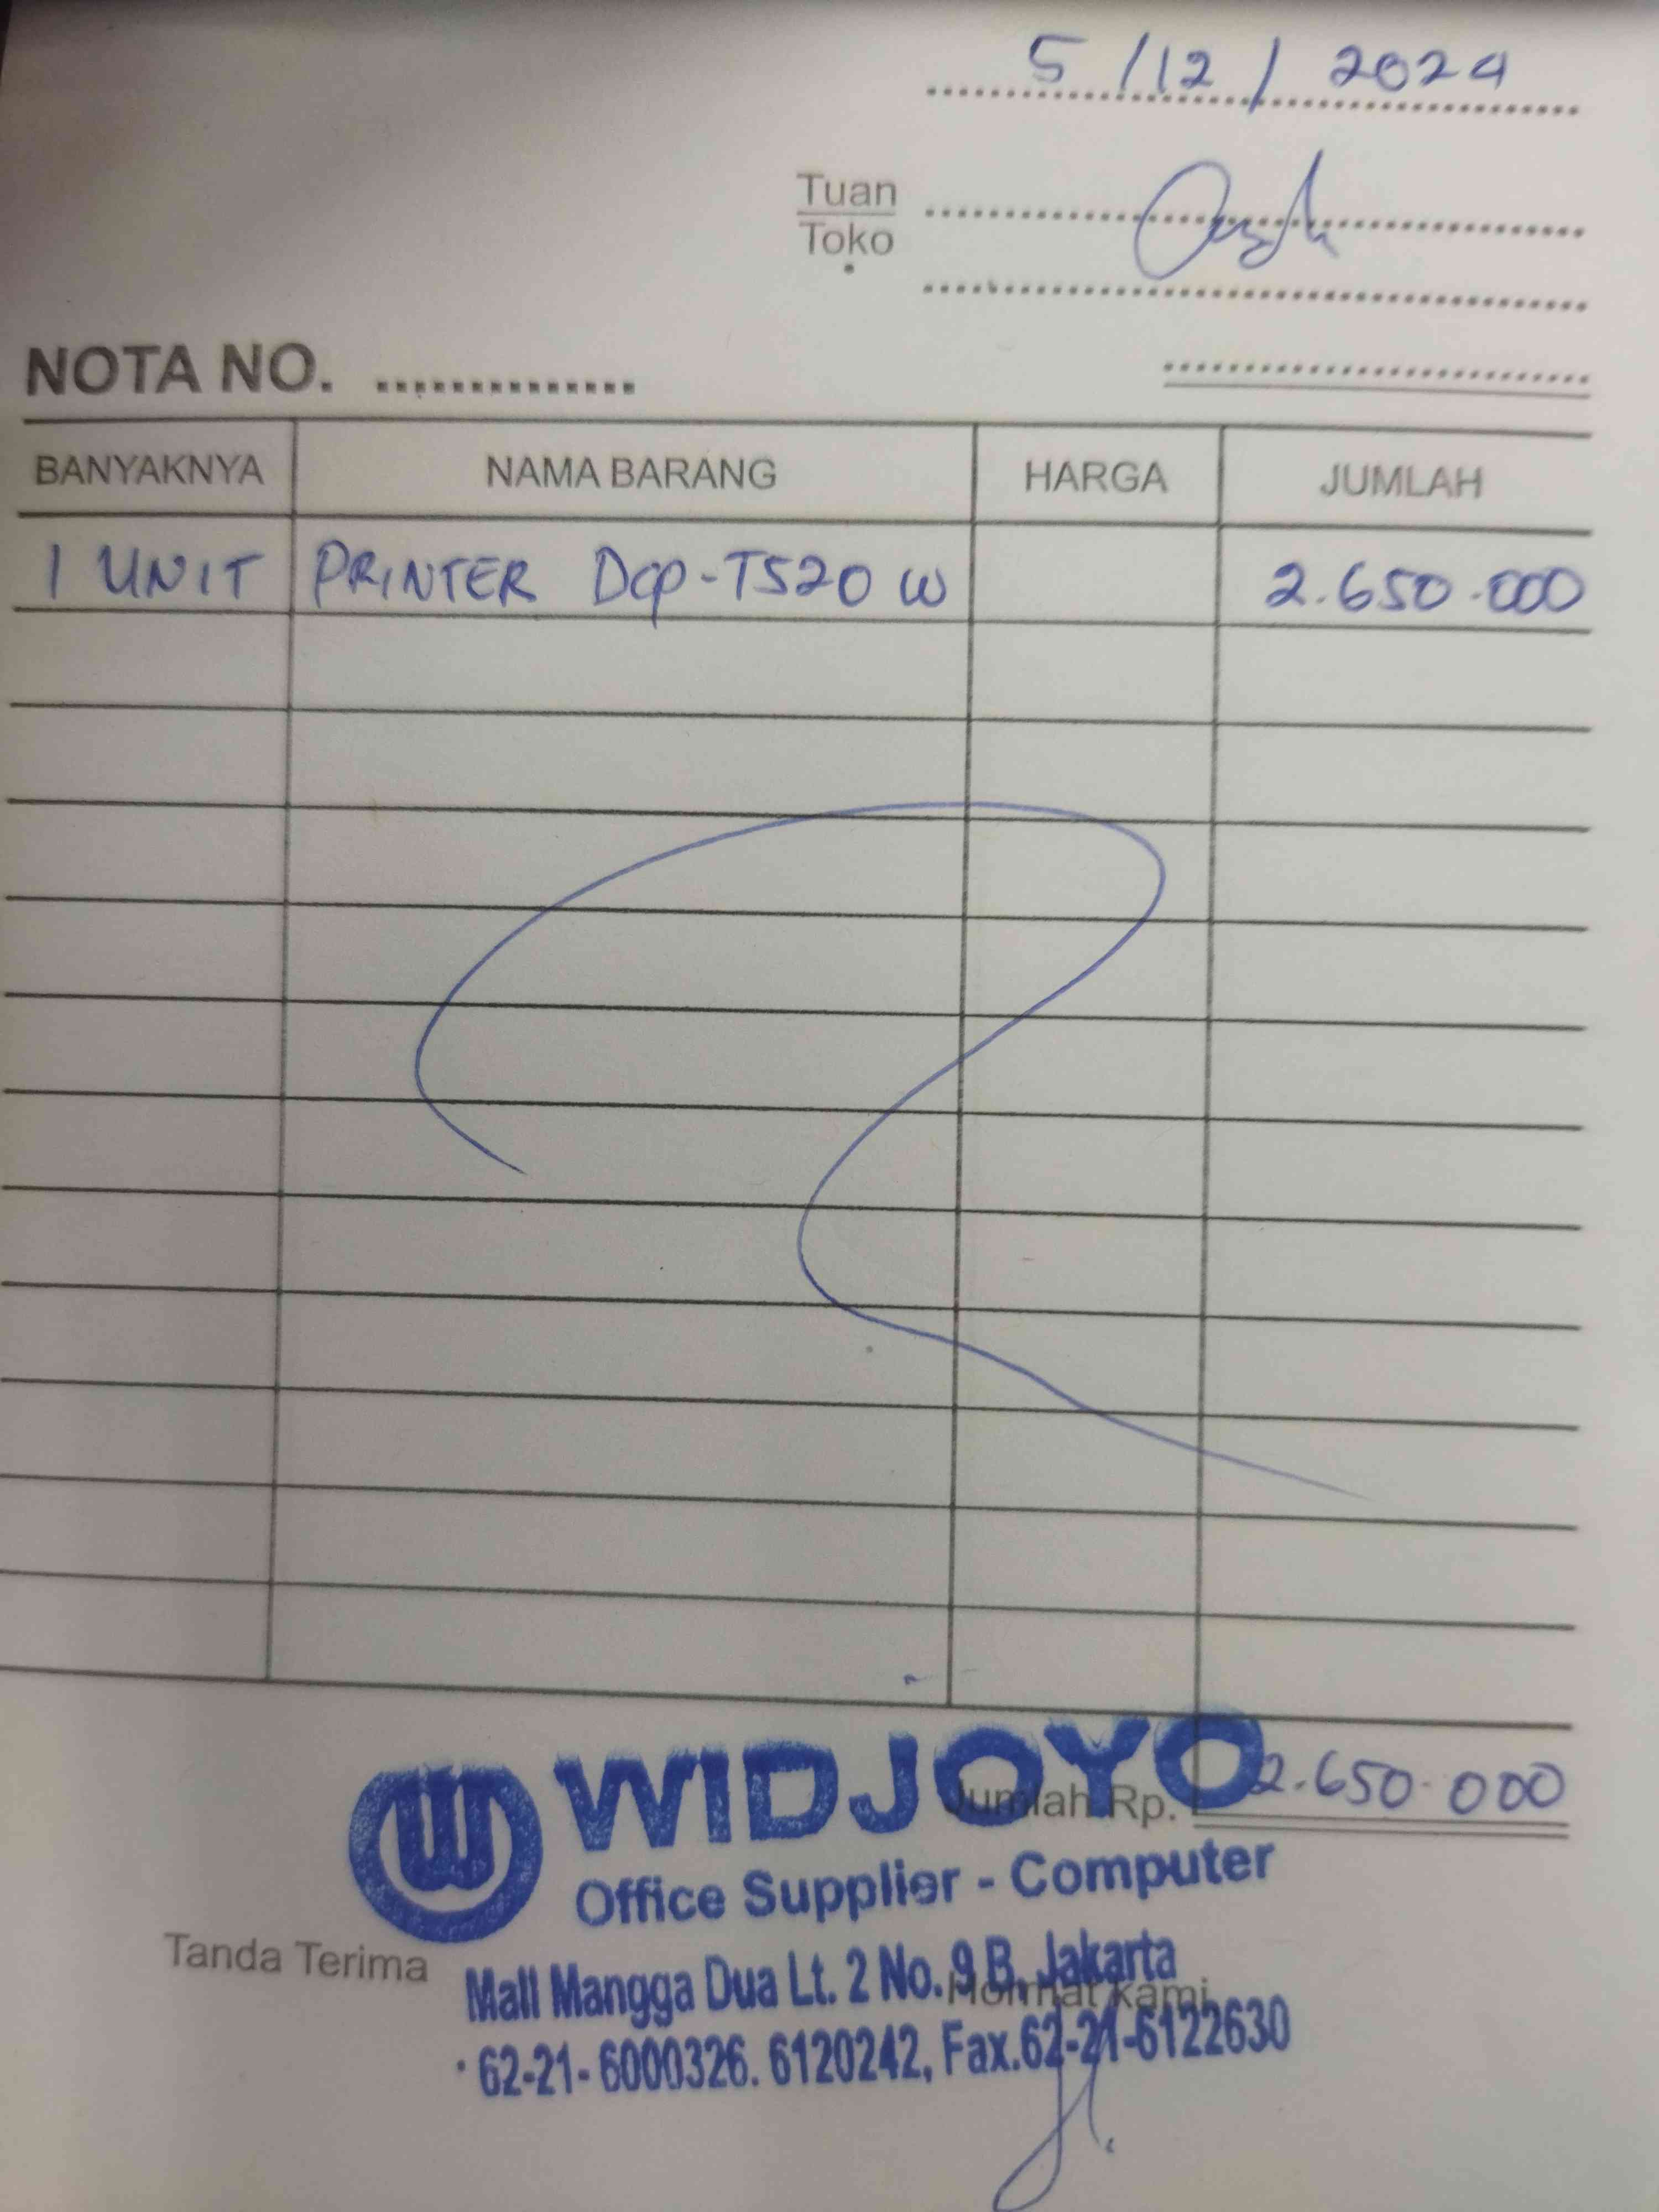 5/12/2024
Tuan
Toko
NOTA NO.
BANYAKNYA NAMA BARANG HARGA JUMLAH
1 UNIT PRINTER Dcp-T520 W 2.650.000
WIDJOYO
Jumlah Rp. 2.650.000
Office Supplier - Computer
Tanda Terima
Mall Mangga Dua Lt. 2 No. 9 B, Jakarta
Hormat kami
62-21- 6000326. 6120242, Fax.62-21-6122630